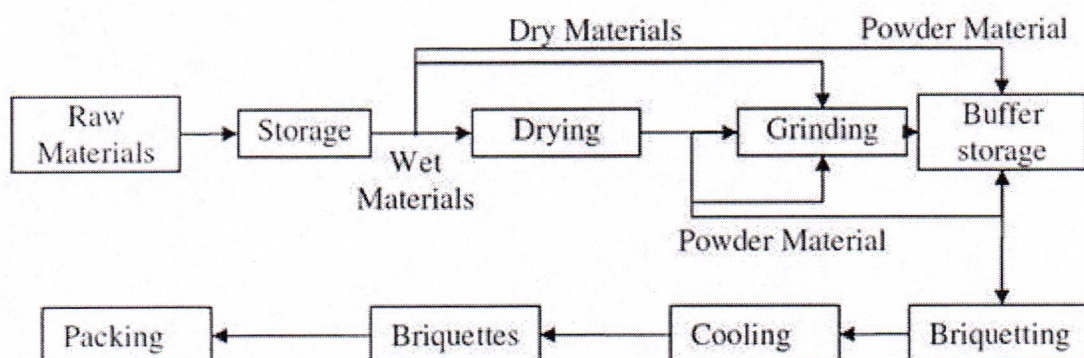 Dry Materials
Powder Material
Raw
Materials
Storage
Wet
Materials
Drying
Grinding
Buffer
storage
Powder Material
Packing
Briquettes
Cooling
Briquetting